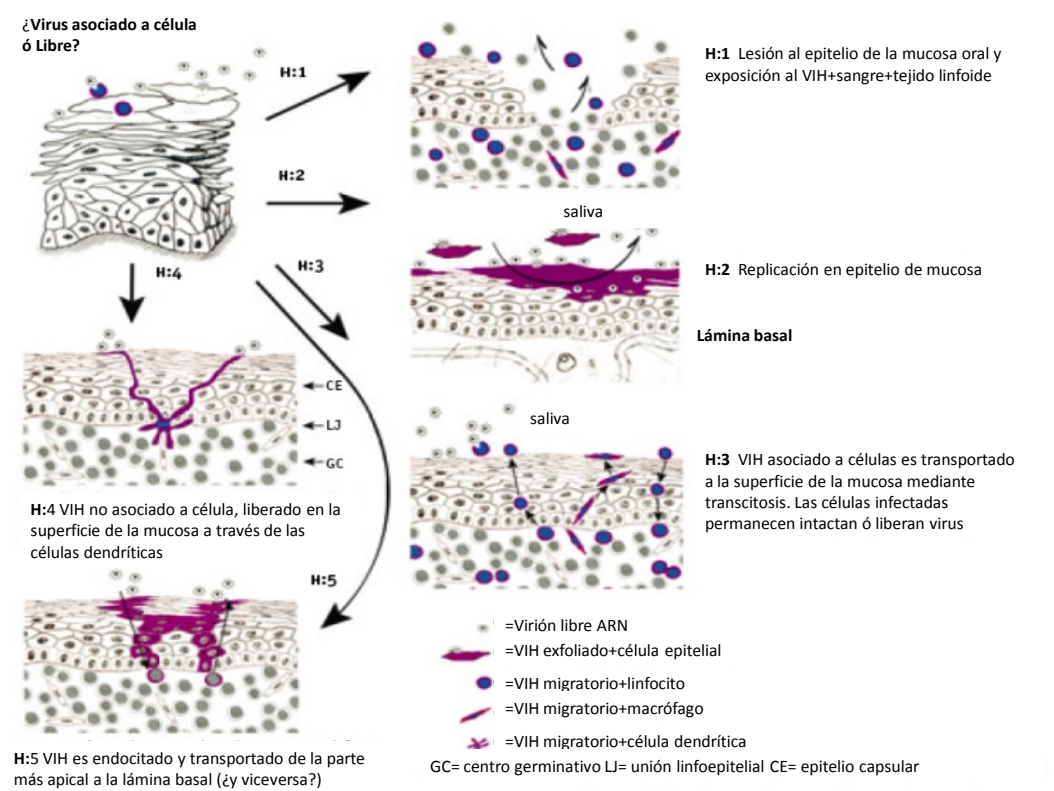 ¿Virus asociado a célula
ó Libre?
H:1
H:2
H:3
H:4
H:1 Lesión al epitelio de la mucosa oral y
exposición al VIH+sangre+tejido linfoide
saliva
H:2 Replicación en epitelio de mucosa
Lámina basal
CE
LJ
GC
saliva
H:3 VIH asociado a células es transportado
a la superficie de la mucosa mediante
transcitosis. Las células infectadas
permanecen intactan ó liberan virus
H:4 VIH no asociado a célula, liberado en la
superficie de la mucosa a través de las
células dendríticas
H:5
=Virión libre ARN
=VIH exfoliado+célula epitelial
=VIH migratorio+linfocito
=VIH migratorio+macrófago
=VIH migratorio+célula dendrítica
GC= centro germinativo LJ= unión linfoepitelial CE= epitelio capsular
H:5 VIH es endocitado y transportado de la parte
más apical a la lámina basal (¿y viceversa?)